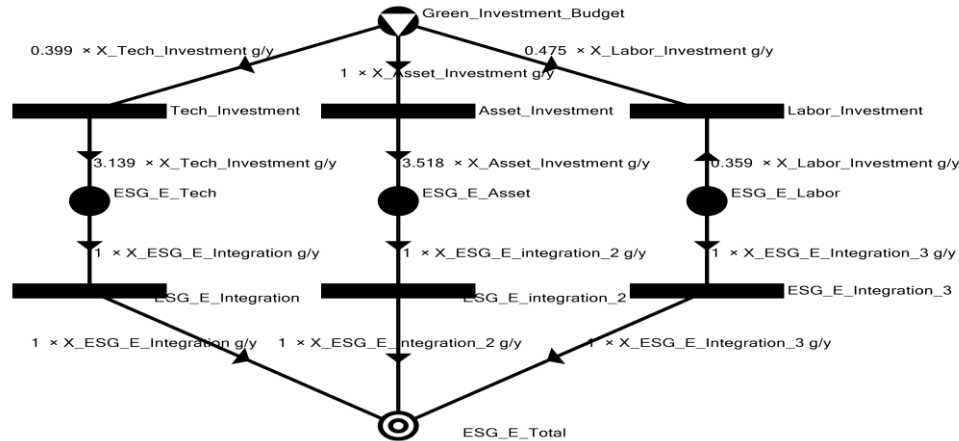 Green_Investment_Budget
0.399 × X_Tech_Investment g/y
0.475 × X_Labor_Investment g/y
1 × X_Asset_Investment g/y
Tech_Investment
Asset_Investment
Labor_Investment
3.139 × X_Tech_Investment g/y
3.518 × X_Asset_Investment g/y
0.359 × X_Labor_Investment g/y
ESG_E_Tech
ESG_E_Asset
ESG_E_Labor
1 × X_ESG_E_Integration g/y
1 × X_ESG_E_integration_2 g/y
1 × X_ESG_E_Integration_3 g/y
ESG_E_Integration
ESG_E_integration_2
ESG_E_Integration_3
1 × X_ESG_E_Integration g/y
1 × X_ESG_E_integration_2 g/y
1 × X_ESG_E_Integration_3 g/y
ESG_E_Total